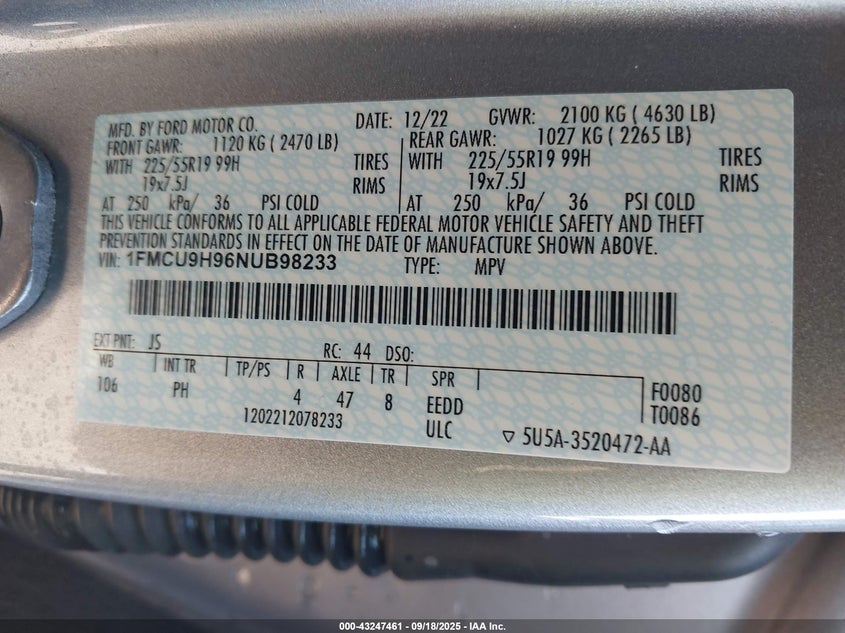 MFD. BY FORD MOTOR CO. DATE: 12/22 GVWR: 2100 KG ( 4630 LB)
FRONT GAWR: 1120 KG ( 2470 LB) REAR GAWR: 1027 KG ( 2265 LB)
WITH 225/55R19 99H TIRES WITH 225/55R19 99H TIRES
19x7.5J RIMS 19x7.5J RIMS
AT 250 kPa/ 36 PSI COLD AT 250 kPa/ 36 PSI COLD
THIS VEHICLE CONFORMS TO ALL APPLICABLE FEDERAL MOTOR VEHICLE SAFETY AND THEFT
PREVENTION STANDARDS IN EFFECT ON THE DATE OF MANUFACTURE SHOWN ABOVE.
VIN: 1FMCU9H96NUB98233 TYPE: MPV
EXT PNT: JS RC: 44 DSO:
WB INT TR TP/PS R AXLE TR SPR F0080
106 PH 4 47 8 EEDD T0086
1202212078233 ULC ▽ 5U5A-3520472-AA
000-43247461 - 09/18/2025 - IAA Inc.